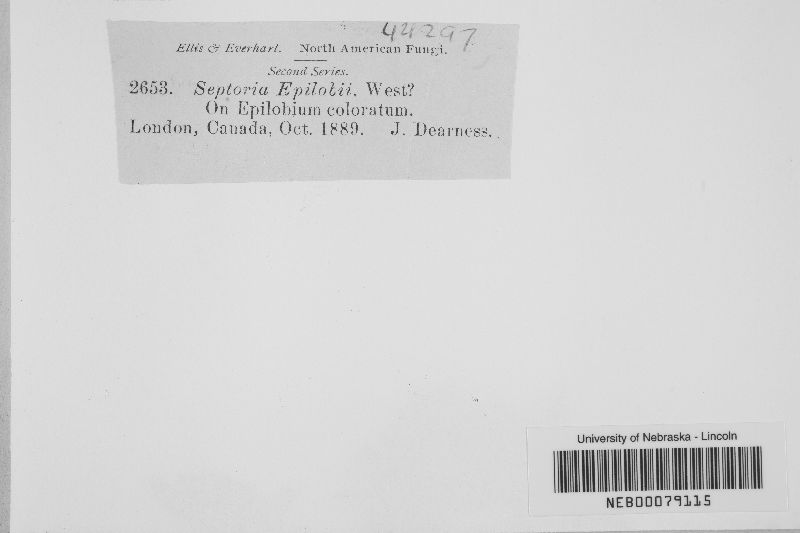 44297
Ellis & Everhart. North American Fungi.
Second Series.
2653. Septoria Epilobii, West?
On Epilobium coloratum.
London, Canada, Oct. 1889. J. Dearness.
University of Nebraska - Lincoln
NEB00079115